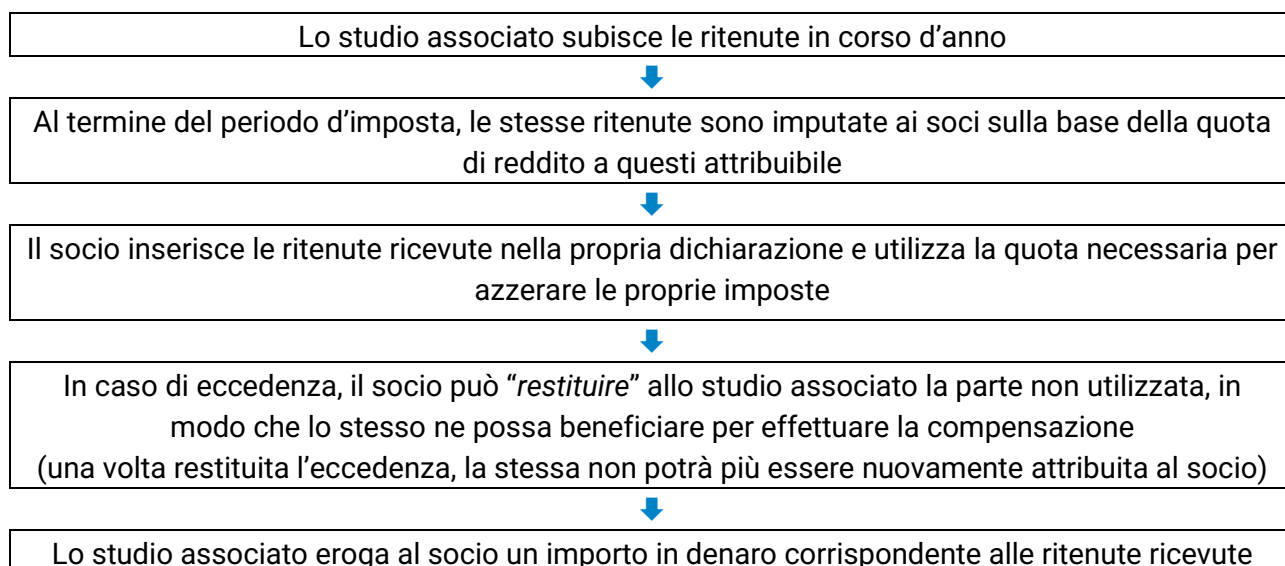 Lo studio associato subisce le ritenute in corso d’anno
Al termine del periodo d’imposta, le stesse ritenute sono imputate ai soci sulla base della quota
di reddito a questi attribuibile
Il socio inserisce le ritenute ricevute nella propria dichiarazione e utilizza la quota necessaria per
azzerare le proprie imposte
In caso di eccedenza, il socio può “restituire” allo studio associato la parte non utilizzata, in
modo che lo stesso ne possa beneficiare per effettuare la compensazione
(una volta restituita l’eccedenza, la stessa non potrà più essere nuovamente attribuita al socio)
Lo studio associato eroga al socio un importo in denaro corrispondente alle ritenute ricevute